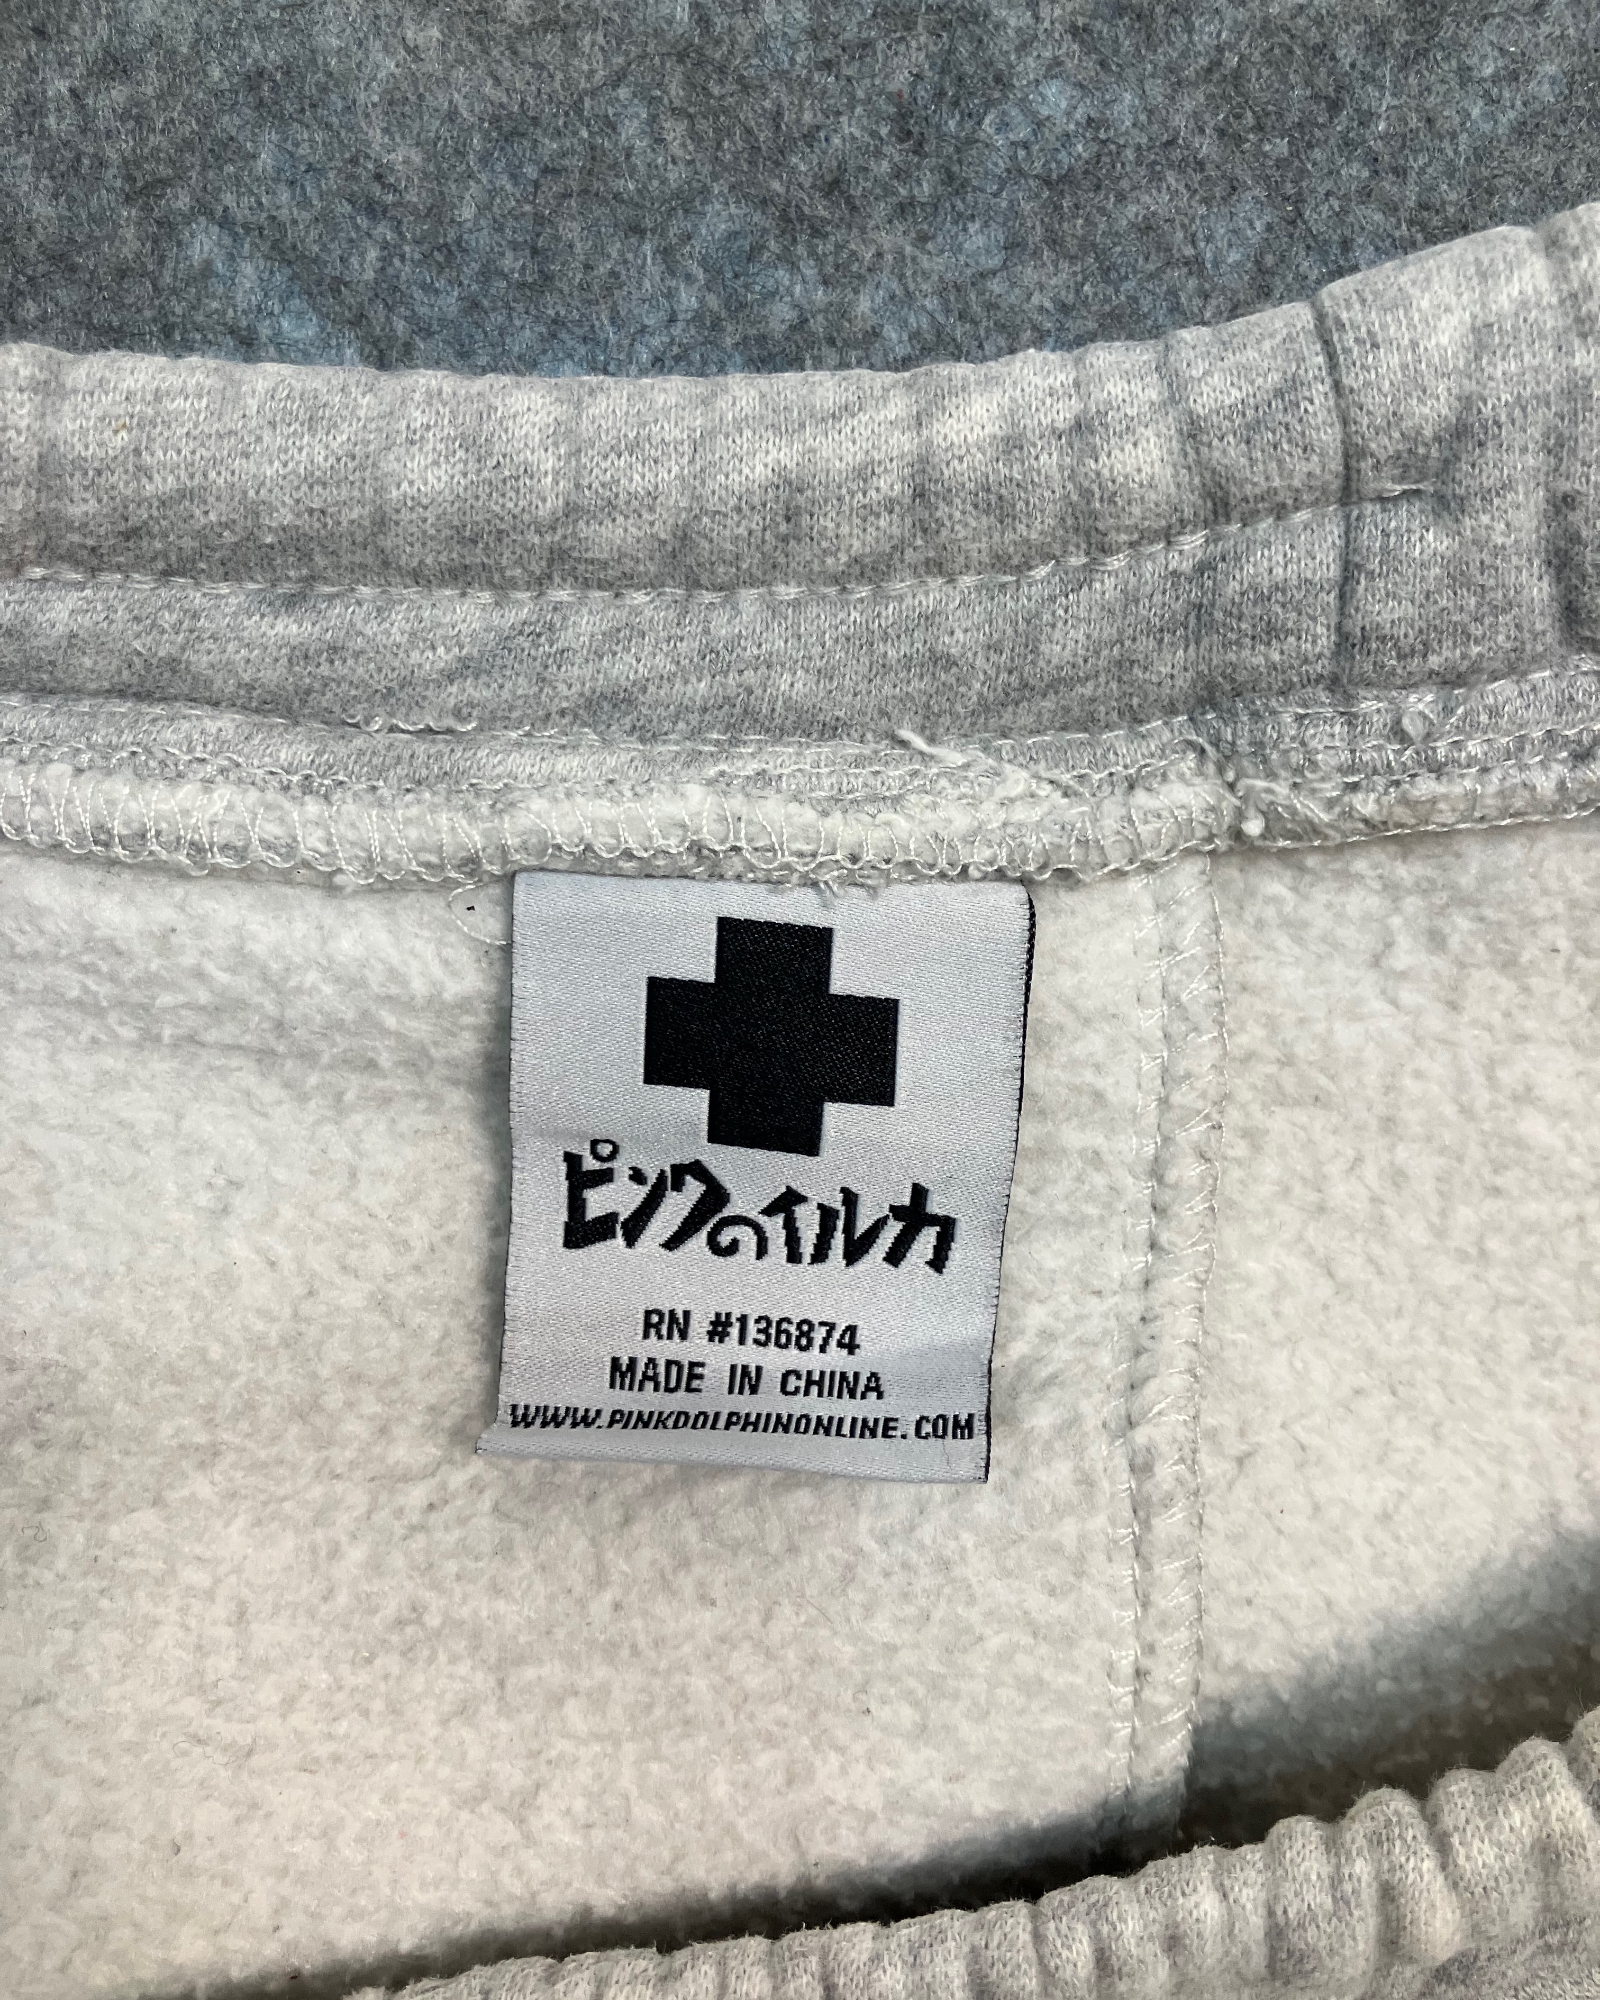 ピンクのイルカ
RN #136874
MADE IN CHINA
WWW.PINKDOLPHINONLINE.COM